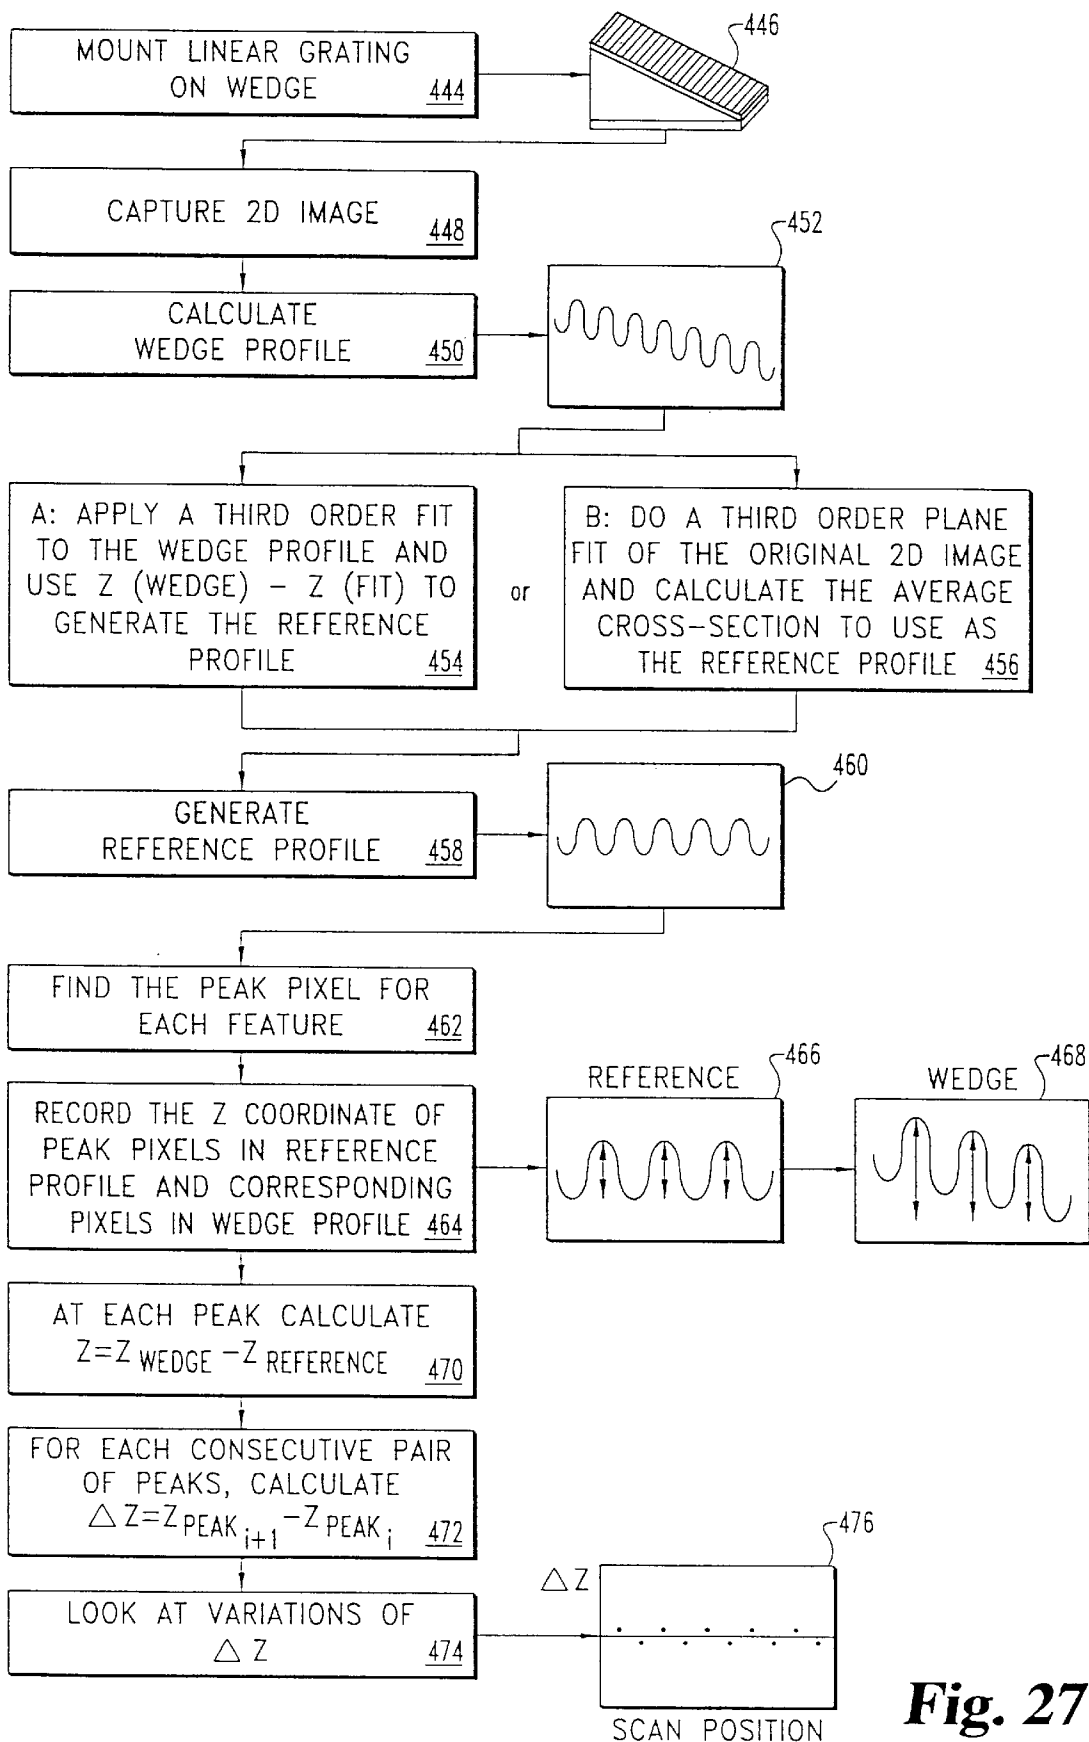 MOUNT LINEAR GRATING
ON WEDGE 444
446
CAPTURE 2D IMAGE 448
452
CALCULATE
WEDGE PROFILE 450
A: APPLY A THIRD ORDER FIT
TO THE WEDGE PROFILE AND
USE Z (WEDGE) – Z (FIT) TO
GENERATE THE REFERENCE
PROFILE 454
or
B: DO A THIRD ORDER PLANE
FIT OF THE ORIGINAL 2D IMAGE
AND CALCULATE THE AVERAGE
CROSS–SECTION TO USE AS
THE REFERENCE PROFILE 456
460
GENERATE
REFERENCE PROFILE 458
FIND THE PEAK PIXEL FOR
EACH FEATURE 462
RECORD THE Z COORDINATE OF
PEAK PIXELS IN REFERENCE
PROFILE AND CORRESPONDING
PIXELS IN WEDGE PROFILE 464
REFERENCE 466
WEDGE 468
AT EACH PEAK CALCULATE
Z=Z WEDGE –Z REFERENCE 470
FOR EACH CONSECUTIVE PAIR
OF PEAKS, CALCULATE
△ Z=Z PEAK i+1 –Z PEAK i 472
LOOK AT VARIATIONS OF
△ Z 474
△ Z
476
SCAN POSITION
Fig. 27